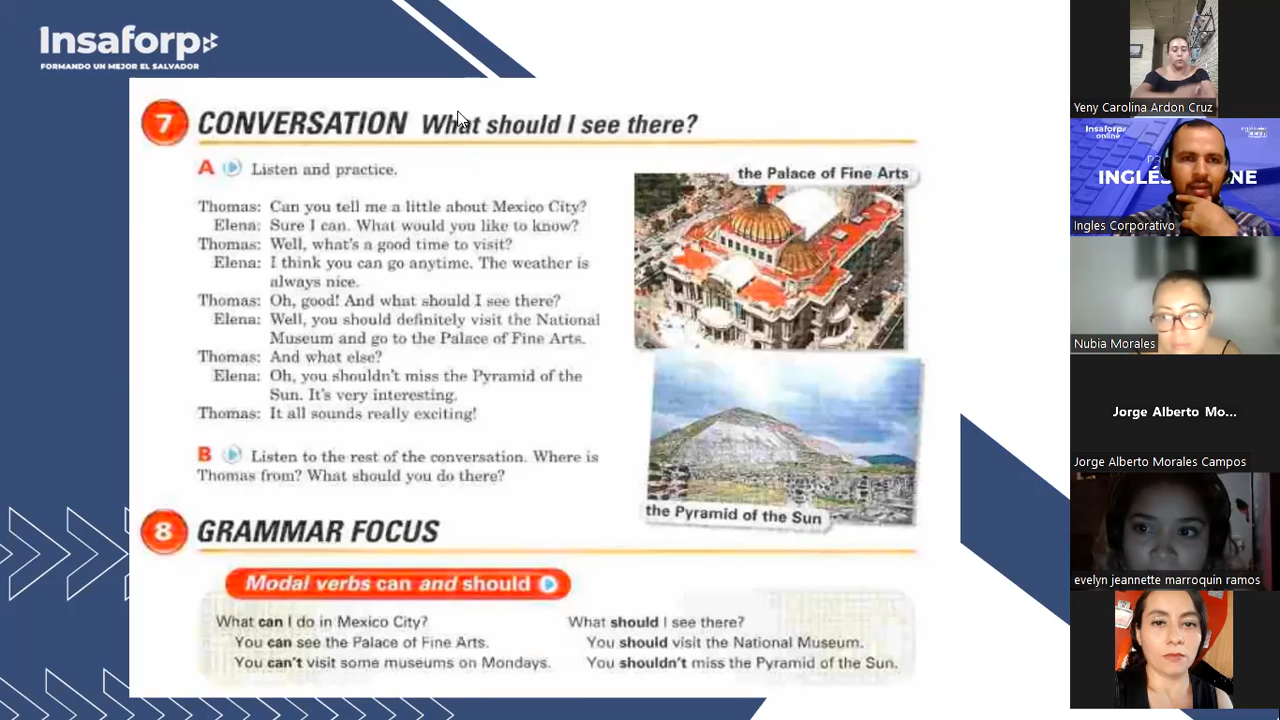 Insaforp
FORMANDO UN MEJOR EL SALVADOR
7 CONVERSATION What should I see there?
A Listen and practice.
Thomas: Can you tell me a little about Mexico City?
Elena: Sure I can. What would you like to know?
Thomas: Well, what's a good time to visit?
Elena: I think you can go anytime. The weather is
always nice.
Thomas: Oh, good! And what should I see there?
Elena: Well, you should definitely visit the National
Museum and go to the Palace of Fine Arts.
Thomas: And what else?
Elena: Oh, you shouldn't miss the Pyramid of the
Sun. It's very interesting.
Thomas: It all sounds really exciting!
the Palace of Fine Arts
the Pyramid of the Sun
B Listen to the rest of the conversation. Where is
Thomas from? What should you do there?
8 GRAMMAR FOCUS
Modal verbs can and should
What can I do in Mexico City?
You can see the Palace of Fine Arts.
You can't visit some museums on Mondays.
What should I see there?
You should visit the National Museum.
You shouldn't miss the Pyramid of the Sun.
Yeny Carolina Ardon Cruz
Insaforp
online
INGLÉS
NE
Ingles Corporativo
Nubia Morales
Jorge Alberto Mo...
Jorge Alberto Morales Campos
evelyn jeannette marroquin ramos